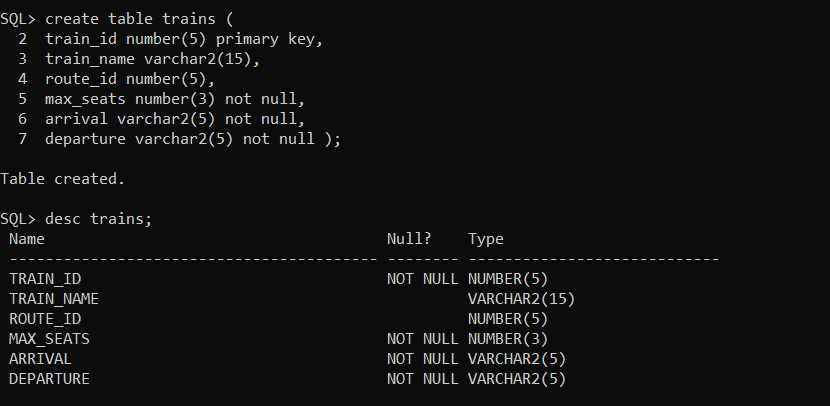 SQL> create table trains (
  2  train_id number(5) primary key,
  3  train_name varchar2(15),
  4  route_id number(5),
  5  max_seats number(3) not null,
  6  arrival varchar2(5) not null,
  7  departure varchar2(5) not null );
Table created.
SQL> desc trains;
 Name                                      Null?    Type
 ----------------------------------------- -------- ----------------------------
 TRAIN_ID                                  NOT NULL NUMBER(5)
 TRAIN_NAME                                         VARCHAR2(15)
 ROUTE_ID                                           NUMBER(5)
 MAX_SEATS                                 NOT NULL NUMBER(3)
 ARRIVAL                                   NOT NULL VARCHAR2(5)
 DEPARTURE                                 NOT NULL VARCHAR2(5)